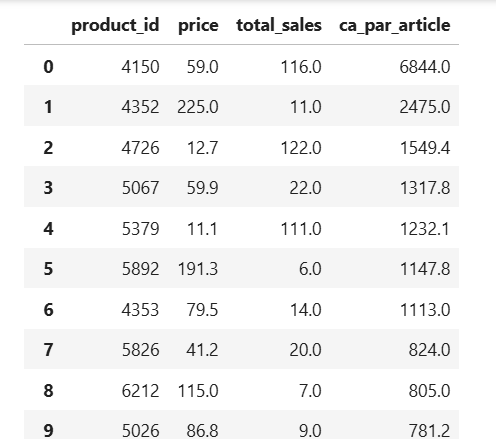 product_id price total_sales ca_par_article
0 4150 59.0 116.0 6844.0
1 4352 225.0 11.0 2475.0
2 4726 12.7 122.0 1549.4
3 5067 59.9 22.0 1317.8
4 5379 11.1 111.0 1232.1
5 5892 191.3 6.0 1147.8
6 4353 79.5 14.0 1113.0
7 5826 41.2 20.0 824.0
8 6212 115.0 7.0 805.0
9 5026 86.8 9.0 781.2